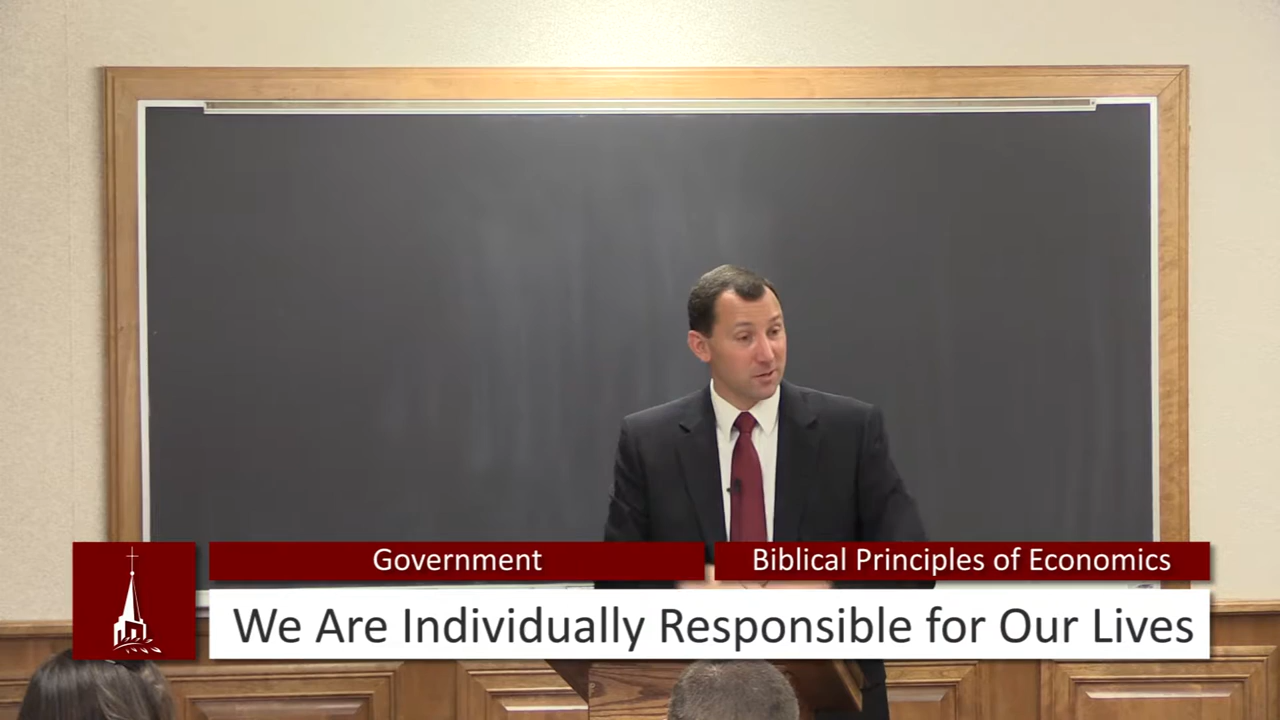 Government
Biblical Principles of Economics
We Are Individually Responsible for Our Lives